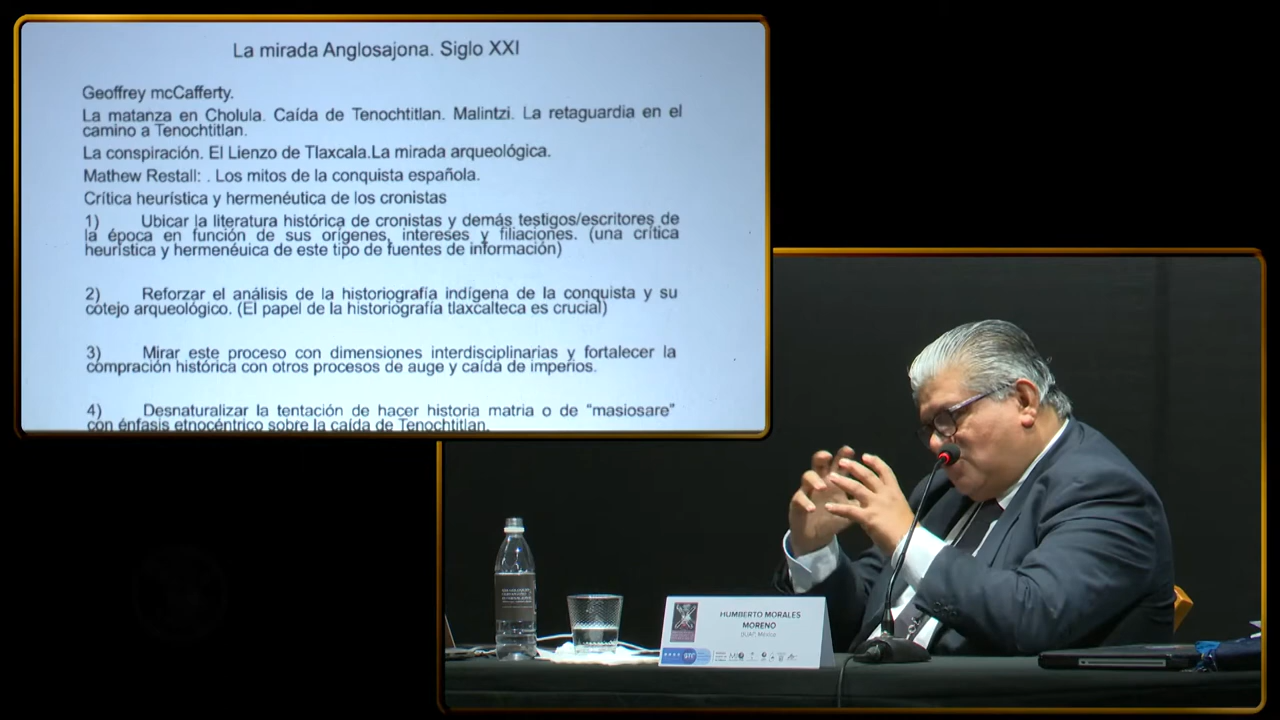 La mirada Anglosajona. Siglo XXI
Geoffrey mcCafferty.
La matanza en Cholula. Caída de Tenochtitlan. Malintzi. La retaguardia en el
camino a Tenochtitlan.
La conspiración. El Lienzo de Tlaxcala.La mirada arqueológica.
Mathew Restall: . Los mitos de la conquista española.
Crítica heurística y hermenéutica de los cronistas
1) Ubicar la literatura histórica de cronistas y demás testigos/escritores de
la época en función de sus orígenes, intereses y filiaciones. (una crítica
heurística y hermenéuica de este tipo de fuentes de información)
2) Reforzar el análisis de la historiografía indígena de la conquista y su
cotejo arqueológico. (El papel de la historiografía tlaxcalteca es crucial)
3) Mirar este proceso con dimensiones interdisciplinarias y fortalecer la
compración histórica con otros procesos de auge y caída de imperios.
4) Desnaturalizar la tentación de hacer historia matria o de “masiosare”
con énfasis etnocéntrico sobre la caída de Tenochtitlan.
HUMBERTO MORALES
MORENO
BUAP, México